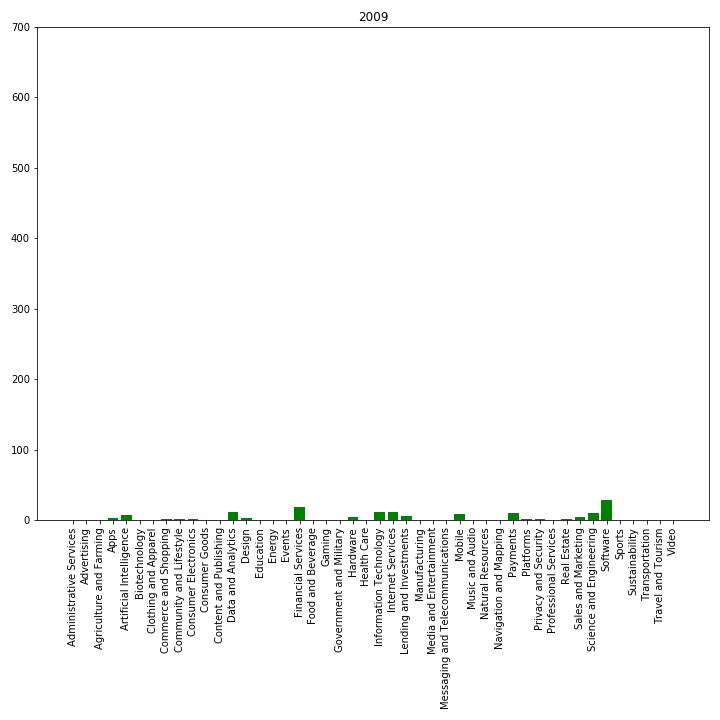 2009
700
600
500
400
300
200
100
0
Administrative Services
Advertising
Agriculture and Farming
Apps
Artificial Intelligence
Biotechnology
Clothing and Apparel
Commerce and Shopping
Community and Lifestyle
Consumer Electronics
Consumer Goods
Content and Publishing
Data and Analytics
Design
Education
Energy
Events
Financial Services
Food and Beverage
Gaming
Government and Military
Hardware
Health Care
Information Technology
Internet Services
Lending and Investments
Manufacturing
Media and Entertainment
Messaging and Telecommunications
Mobile
Music and Audio
Natural Resources
Navigation and Mapping
Payments
Platforms
Privacy and Security
Professional Services
Real Estate
Sales and Marketing
Science and Engineering
Software
Sports
Sustainability
Transportation
Travel and Tourism
Video